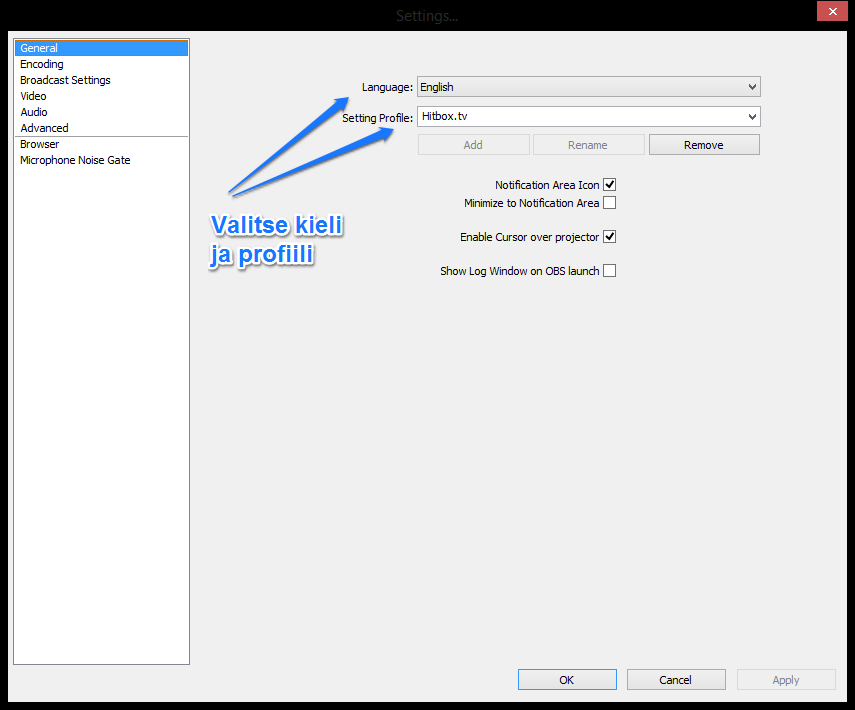 Settings...
General
Encoding
Broadcast Settings
Video
Audio
Advanced
Browser
Microphone Noise Gate
Language: English
Setting Profile: Hitbox.tv
Add Rename Remove
Notification Area Icon
Minimize to Notification Area
Enable Cursor over projector
Show Log Window on OBS launch
Valitse kieli
ja profiili
OK Cancel Apply